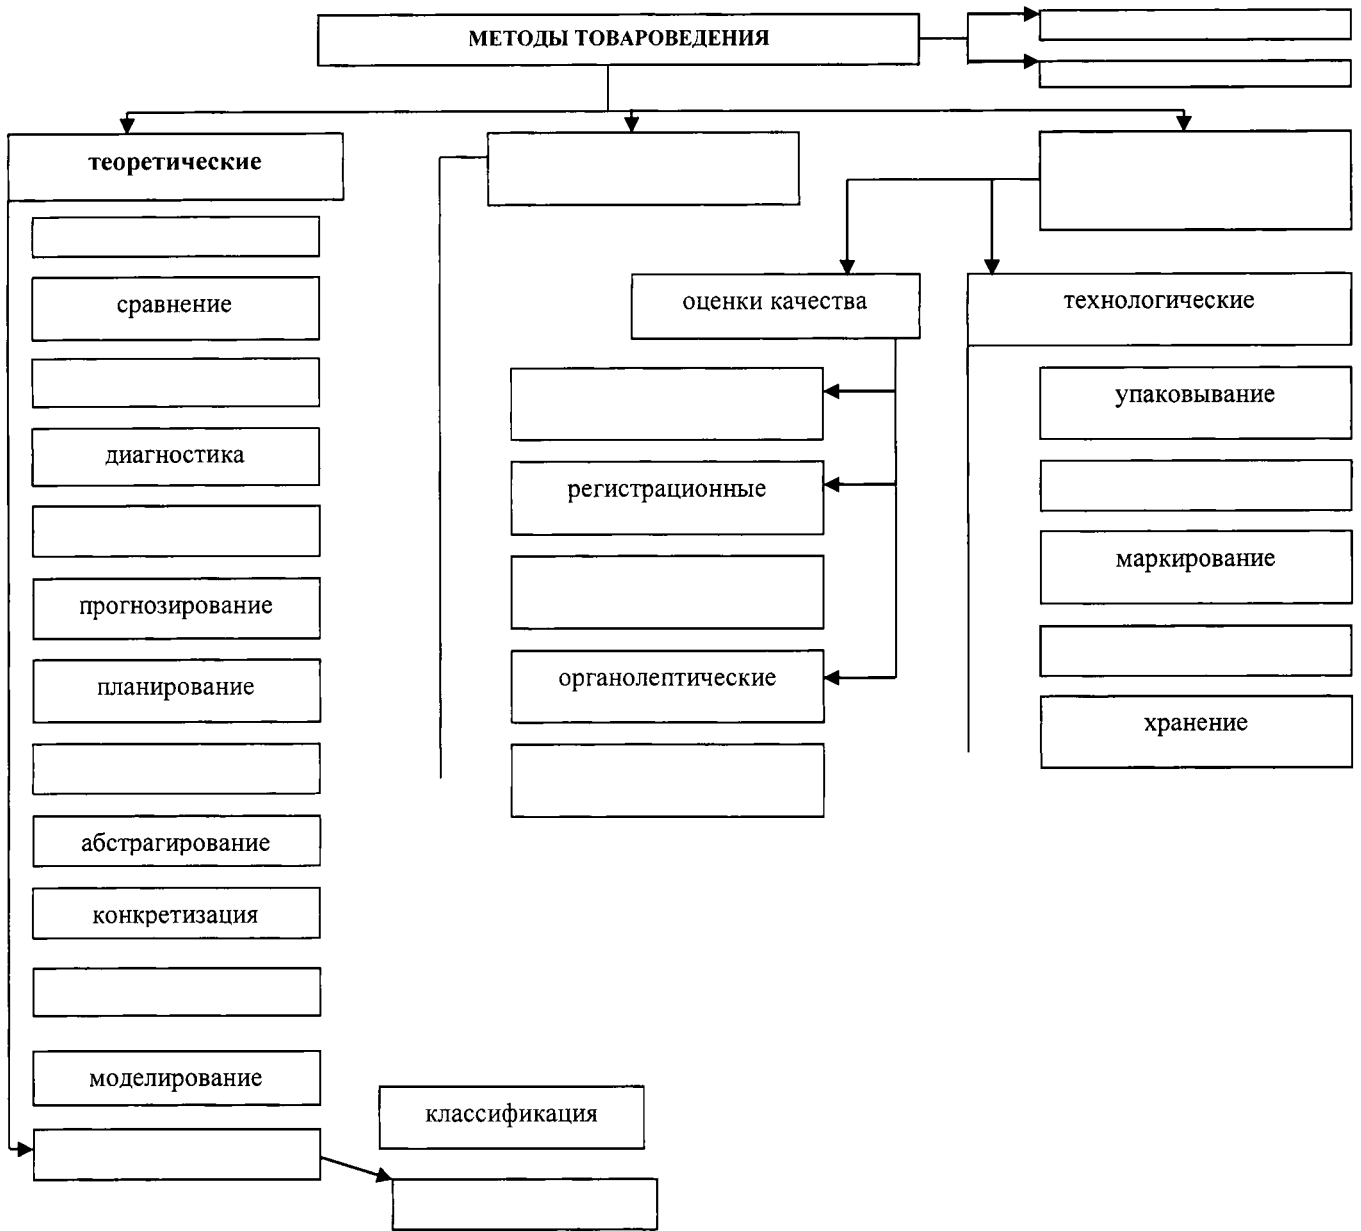 МЕТОДЫ ТОВАРОВЕДЕНИЯ
теоретические
сравнение
диагностика
прогнозирование
планирование
абстрагирование
конкретизация
моделирование
классификация
оценки качества
регистрационные
органолептические
технологические
упаковывание
маркирование
хранение